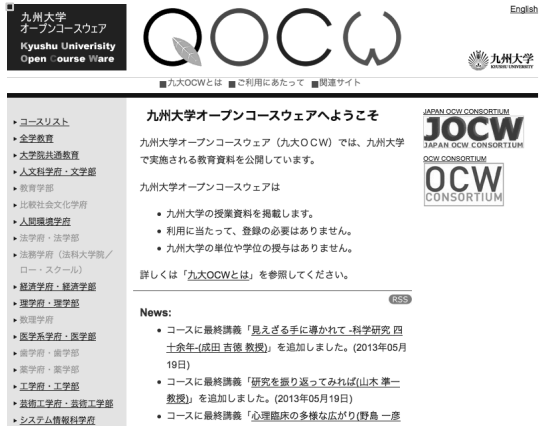 九州大学
オープンコースウェア
Kyushu Univerisity
Open Course Ware
QOCW
English
九州大学
KYUSHU UNIVERSITY
■九大OCWとは ■ご利用にあたって ■関連サイト
コースリスト
全学教育
大学院共通教育
人文科学府・文学部
教育学部
比較社会文化学府
人間環境学府
法学府・法学部
法務学府（法科大学院／
ロー・スクール）
経済学府・経済学部
理学府・理学部
数理学府
医学系学府・医学部
歯学府・歯学部
薬学府・薬学部
工学府・工学部
芸術工学府・芸術工学部
システム情報科学府
九州大学オープンコースウェアへようこそ
九州大学オープンコースウェア（九大ＯＣＷ）では、九州大学
で実施される教育資料を公開しています。
九州大学オープンコースウェアは
• 九州大学の授業資料を掲載します。
• 利用に当たって、登録の必要はありません。
• 九州大学の単位や学位の授与はありません。
詳しくは「九大OCWとは」を参照してください。
RSS
News:
• コースに最終講義「見えざる手に導かれて -科学研究 四
十余年-(成田 吉徳 教授)」を追加しました。(2013年05月
19日)
• コースに最終講義「研究を振り返ってみれば(山木 準一
教授)」を追加しました。(2013年05月19日)
• コースに最終講義「心理臨床の多様な広がり(野島 一彦
JAPAN OCW CONSORTIUM
JOCW
JAPAN OCW CONSORTIUM
OCW CONSORTIUM
OCW
CONSORTIUM